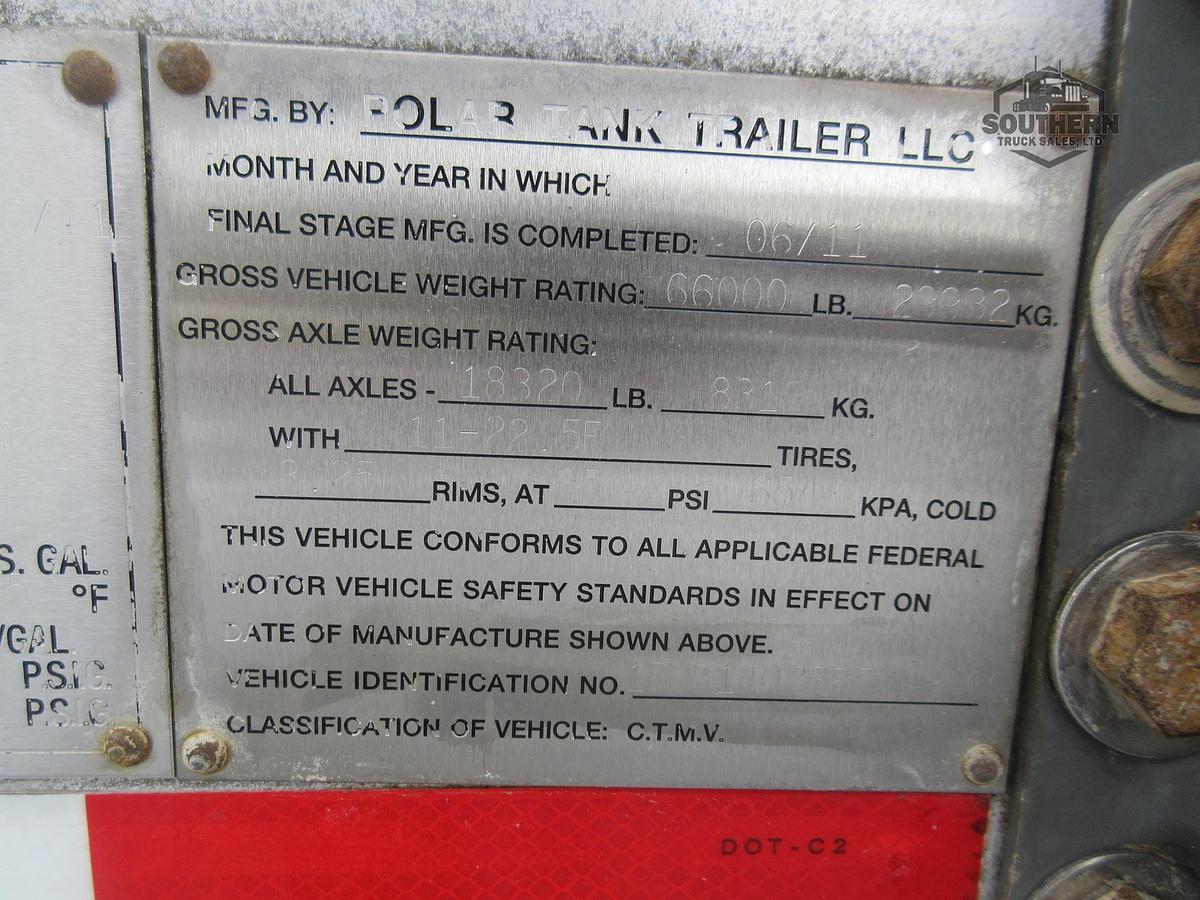 MFG. BY: POLAR TANK TRAILER LLC
MONTH AND YEAR IN WHICH
FINAL STAGE MFG. IS COMPLETED: 06/11
GROSS VEHICLE WEIGHT RATING: 66000 LB. 29932 KG.
GROSS AXLE WEIGHT RATING:
ALL AXLES - 18320 LB. KG.
WITH 11-22.5F TIRES,
8.25 RIMS, AT PSI KPA, COLD
THIS VEHICLE CONFORMS TO ALL APPLICABLE FEDERAL
MOTOR VEHICLE SAFETY STANDARDS IN EFFECT ON
DATE OF MANUFACTURE SHOWN ABOVE.
VEHICLE IDENTIFICATION NO.
CLASSIFICATION OF VEHICLE: C.T.M.V.
6/11
S. GAL.
°F
/GAL
P.S.I.G.
P.S.I.G.
DOT-C2
SOUTHERN
TRUCK SALES, LTD